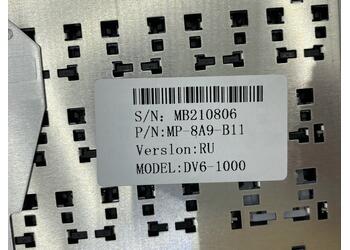 S/N: MB210806
P/N:MP-8A9-B11
Verslon:RU
MODEL:DV6-1000